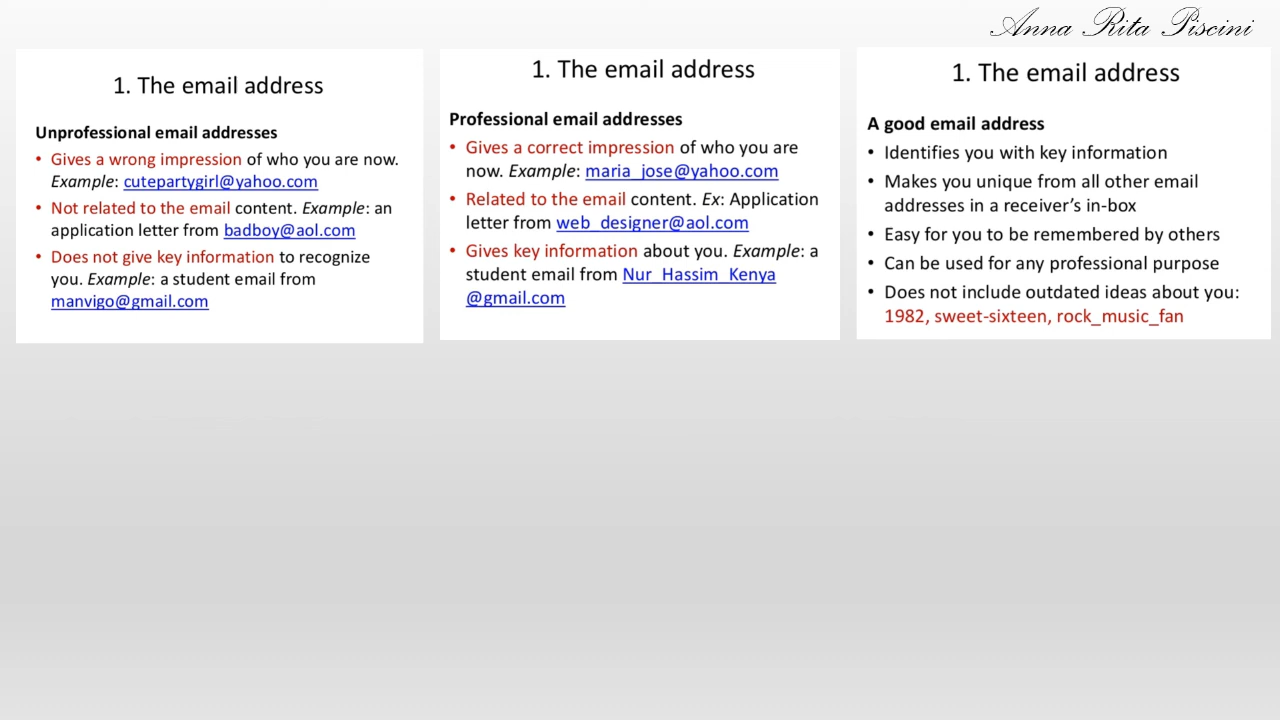 Anna Rita Piscini
1. The email address
Unprofessional email addresses
• Gives a wrong impression of who you are now.
Example: cutepartygirl@yahoo.com
• Not related to the email content. Example: an
application letter from badboy@aol.com
• Does not give key information to recognize
you. Example: a student email from
manvigo@gmail.com
1. The email address
Professional email addresses
• Gives a correct impression of who you are
now. Example: maria_jose@yahoo.com
• Related to the email content. Ex: Application
letter from web_designer@aol.com
• Gives key information about you. Example: a
student email from Nur_Hassim_Kenya
@gmail.com
1. The email address
A good email address
• Identifies you with key information
• Makes you unique from all other email
addresses in a receiver’s in-box
• Easy for you to be remembered by others
• Can be used for any professional purpose
• Does not include outdated ideas about you:
1982, sweet-sixteen, rock_music_fan